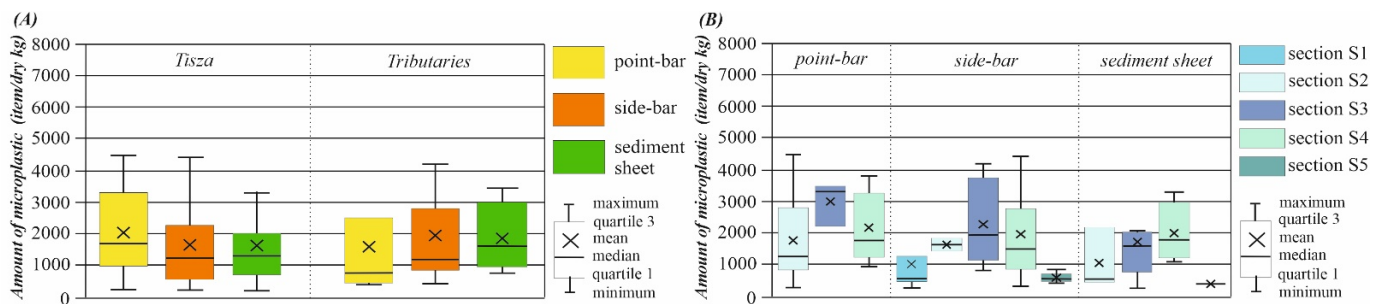 (A)
Amount of microplastic (item/dry kg)
8000
7000
6000
5000
4000
3000
2000
1000
0
Tisza
Tributaries
point-bar
side-bar
sediment
sheet
maximum
quartile 3
mean
median
quartile 1
minimum
(B)
Amount of microplastic (item/dry kg)
8000
7000
6000
5000
4000
3000
2000
1000
0
point-bar
side-bar
sediment sheet
section S1
section S2
section S3
section S4
section S5
maximum
quartile 3
mean
median
quartile 1
minimum